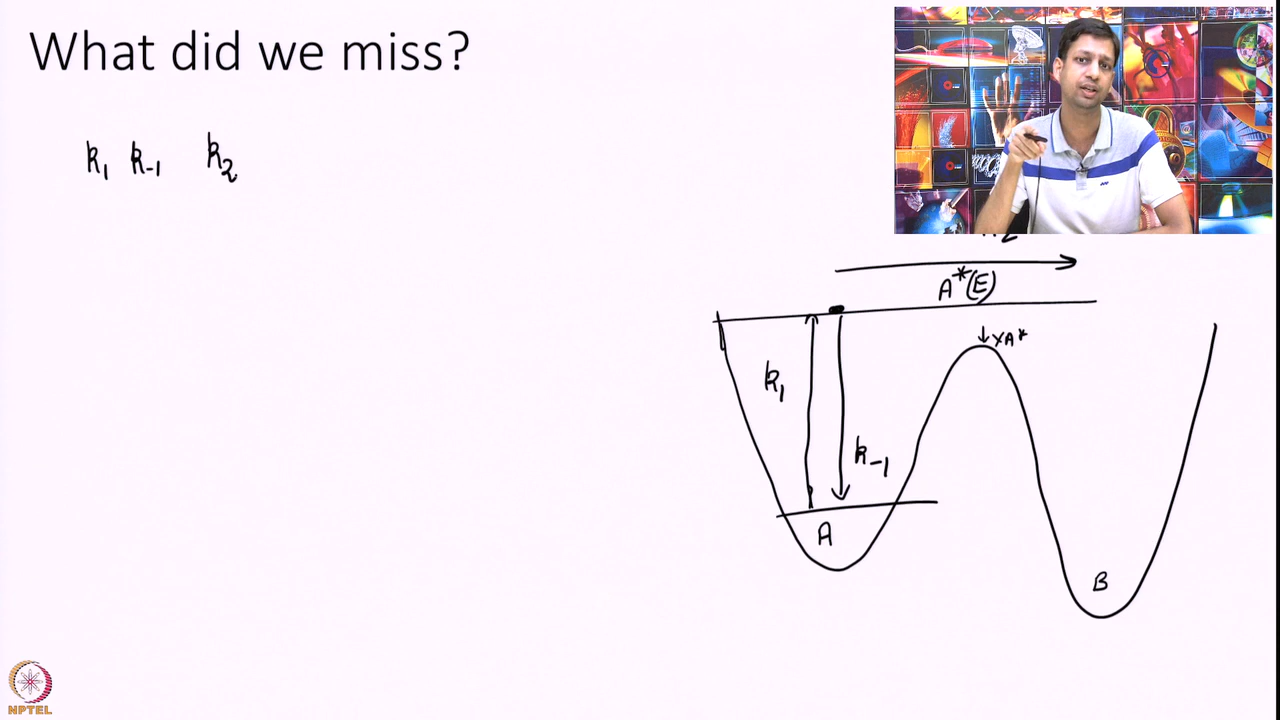 What did we miss?
k₁ k₋₁ k₂
A*(E)
↓ XA*
k₁
k₋₁
A
B
NPTEL